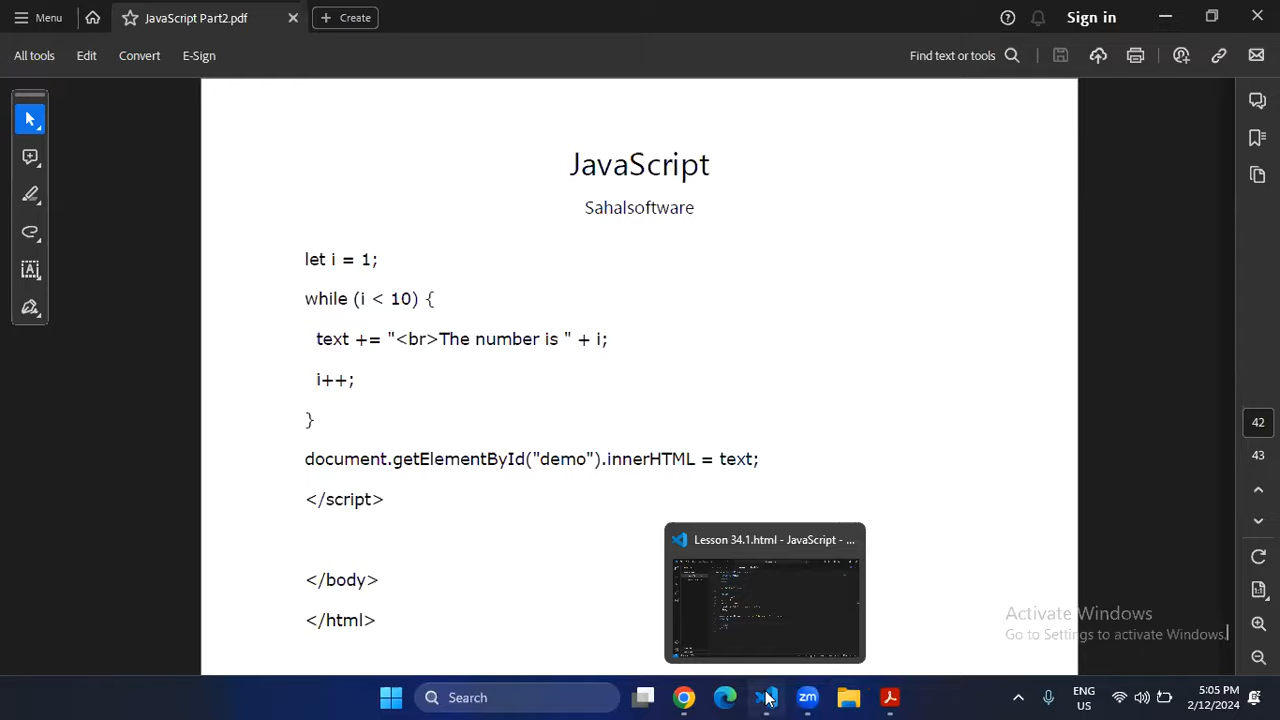 Menu
JavaScript Part2.pdf
Create
Sign in
All tools
Edit
Convert
E-Sign
Find text or tools
JavaScript
Sahalsoftware
let i = 1;
while (i < 10) {
text += "<br>The number is " + i;
i++;
}
document.getElementById("demo").innerHTML = text;
</script>
</body>
</html>
42
43
Lesson 34.1.html - JavaScript - ...
Activate Windows
Go to Settings to activate Windows.
Search
zm
ENG
US
5:05 PM
2/12/2024